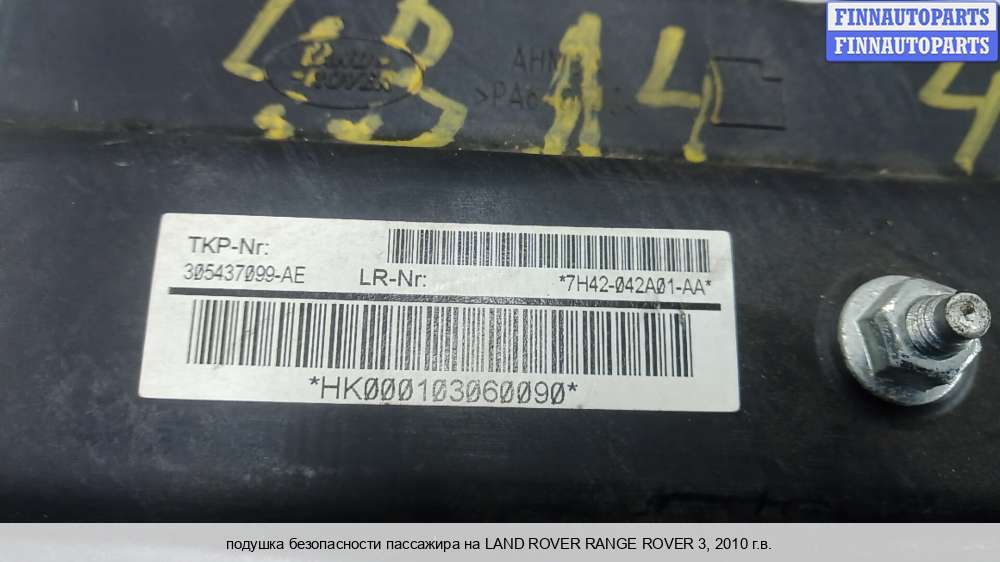 FINNAUTOPARTS
FINNAUTOPARTS
LAND
ROVER
TKP-Nr:
305437099-AE
LR-Nr:
*7H42-042A01-AA*
*HK000103060090*
подушка безопасности пассажира на LAND ROVER RANGE ROVER 3, 2010 г.в.